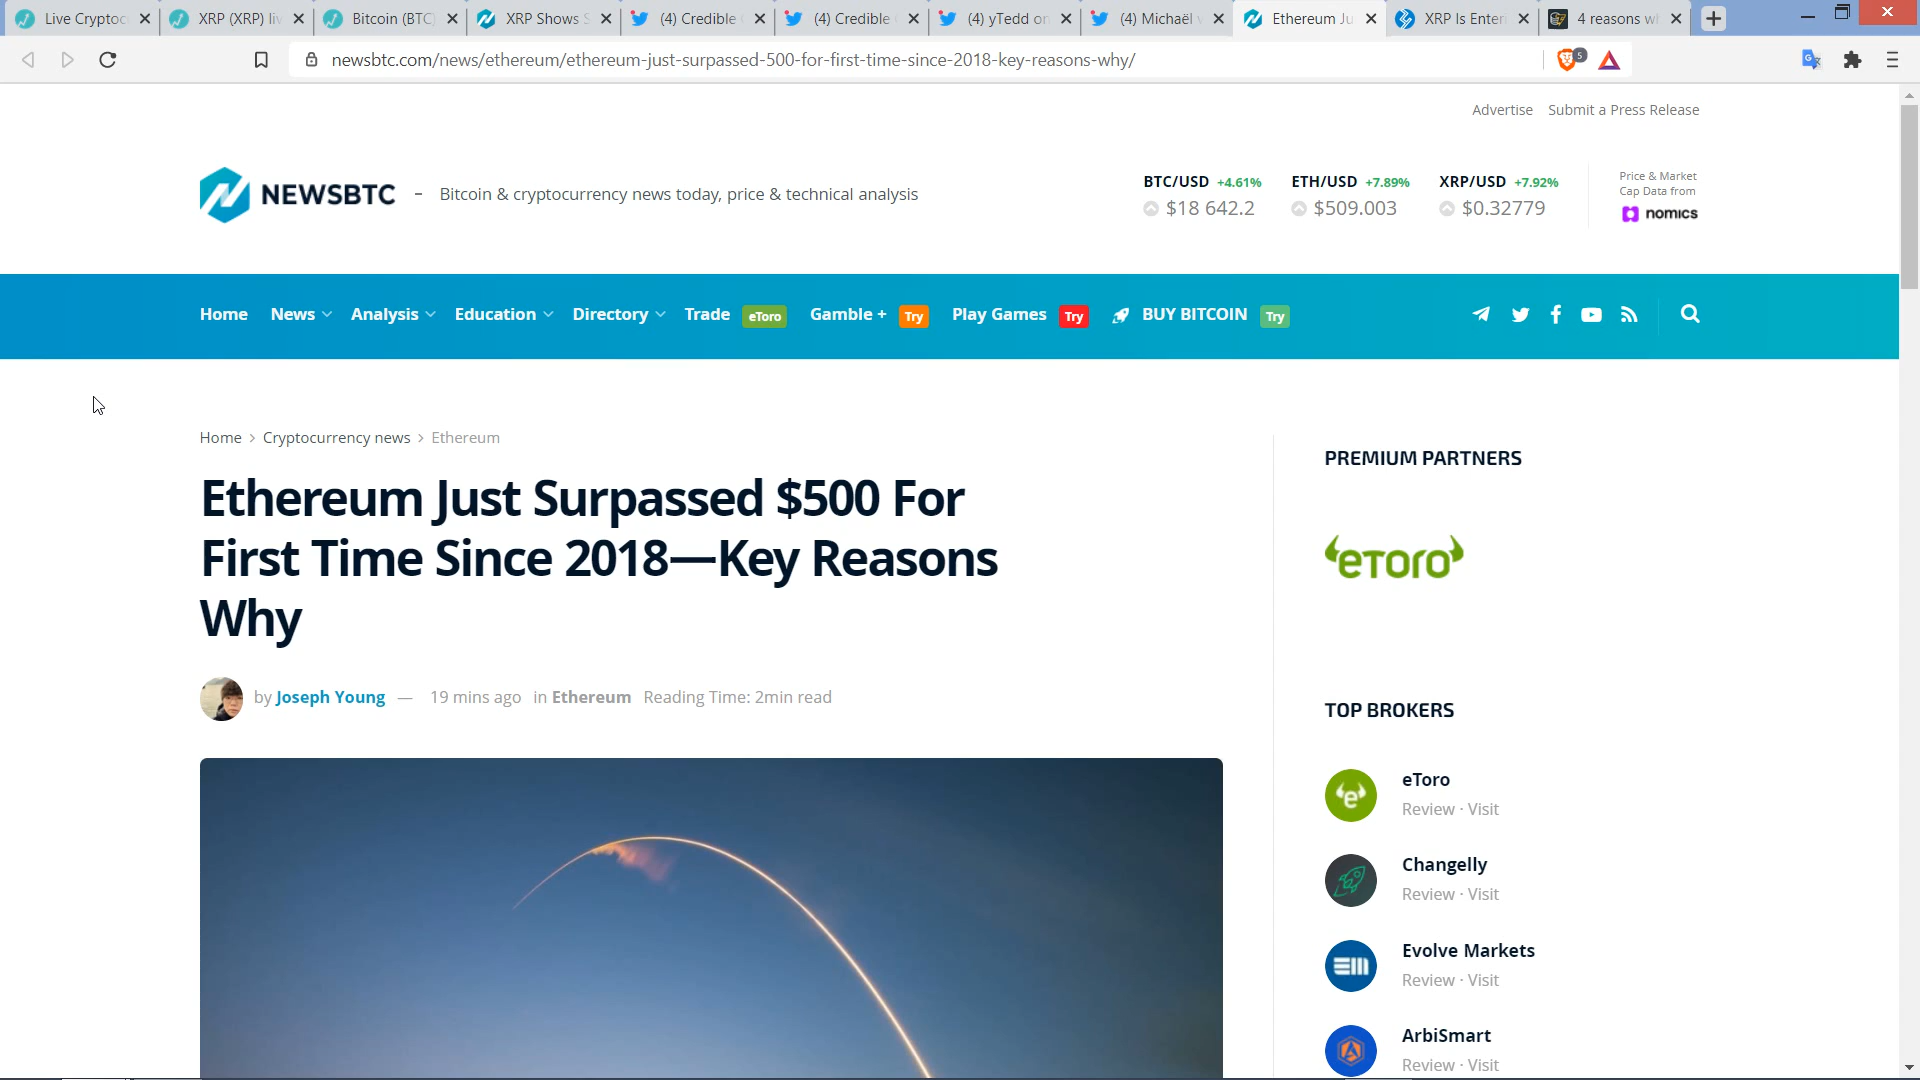 Live Cryptoc
XRP (XRP) li
Bitcoin (BTC)
XRP Shows S
(4) Credible
(4) Credible
(4) yTedd on
(4) Michaël v
Ethereum Ju
XRP Is Enteri
4 reasons wh
newsbtc.com/news/ethereum/ethereum-just-surpassed-500-for-first-time-since-2018-key-reasons-why/
5
Advertise Submit a Press Release
NEWSBTC - Bitcoin & cryptocurrency news today, price & technical analysis
BTC/USD +4.61%
$18 642.2
ETH/USD +7.89%
$509.003
XRP/USD +7.92%
$0.32779
Price & Market
Cap Data from
nomics
Home News Analysis Education Directory Trade eToro Gamble + Try Play Games Try BUY BITCOIN Try
Home > Cryptocurrency news > Ethereum
Ethereum Just Surpassed $500 For
First Time Since 2018—Key Reasons
Why
by Joseph Young — 19 mins ago in Ethereum Reading Time: 2min read
PREMIUM PARTNERS
eToro
TOP BROKERS
eToro
Review · Visit
Changelly
Review · Visit
Evolve Markets
Review · Visit
ArbiSmart
Review · Visit